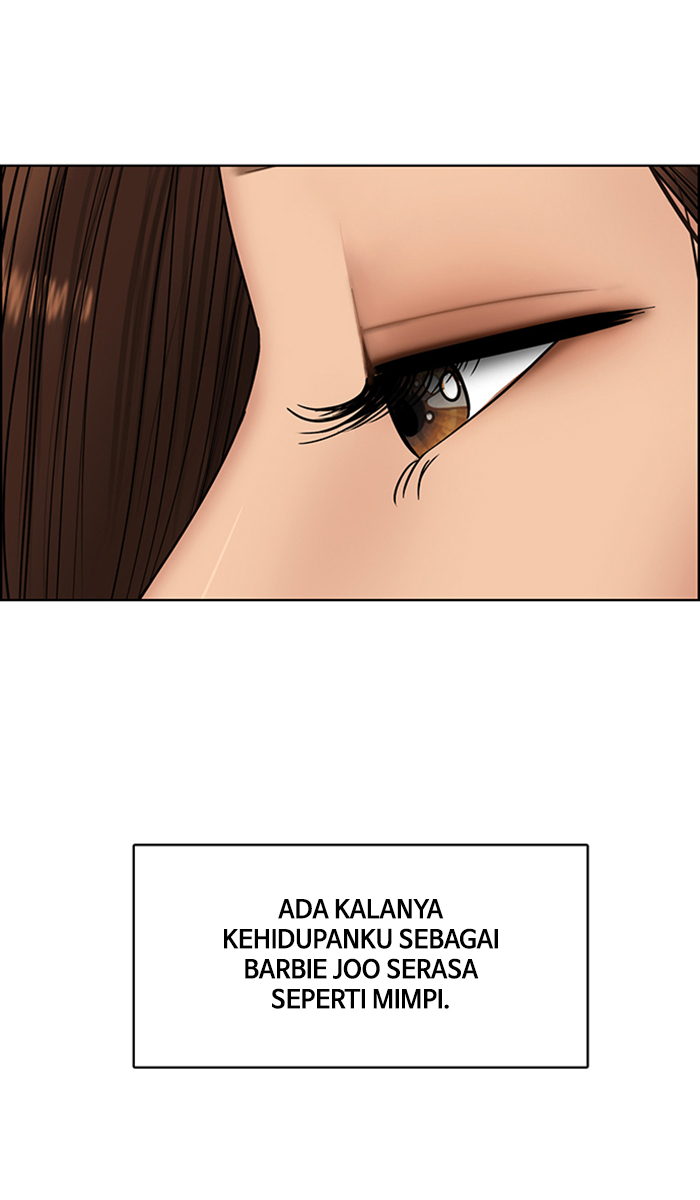 ADA KALANYA
KEHIDUPANKU SEBAGAI
BARBIE JOO SERASA
SEPERTI MIMPI.